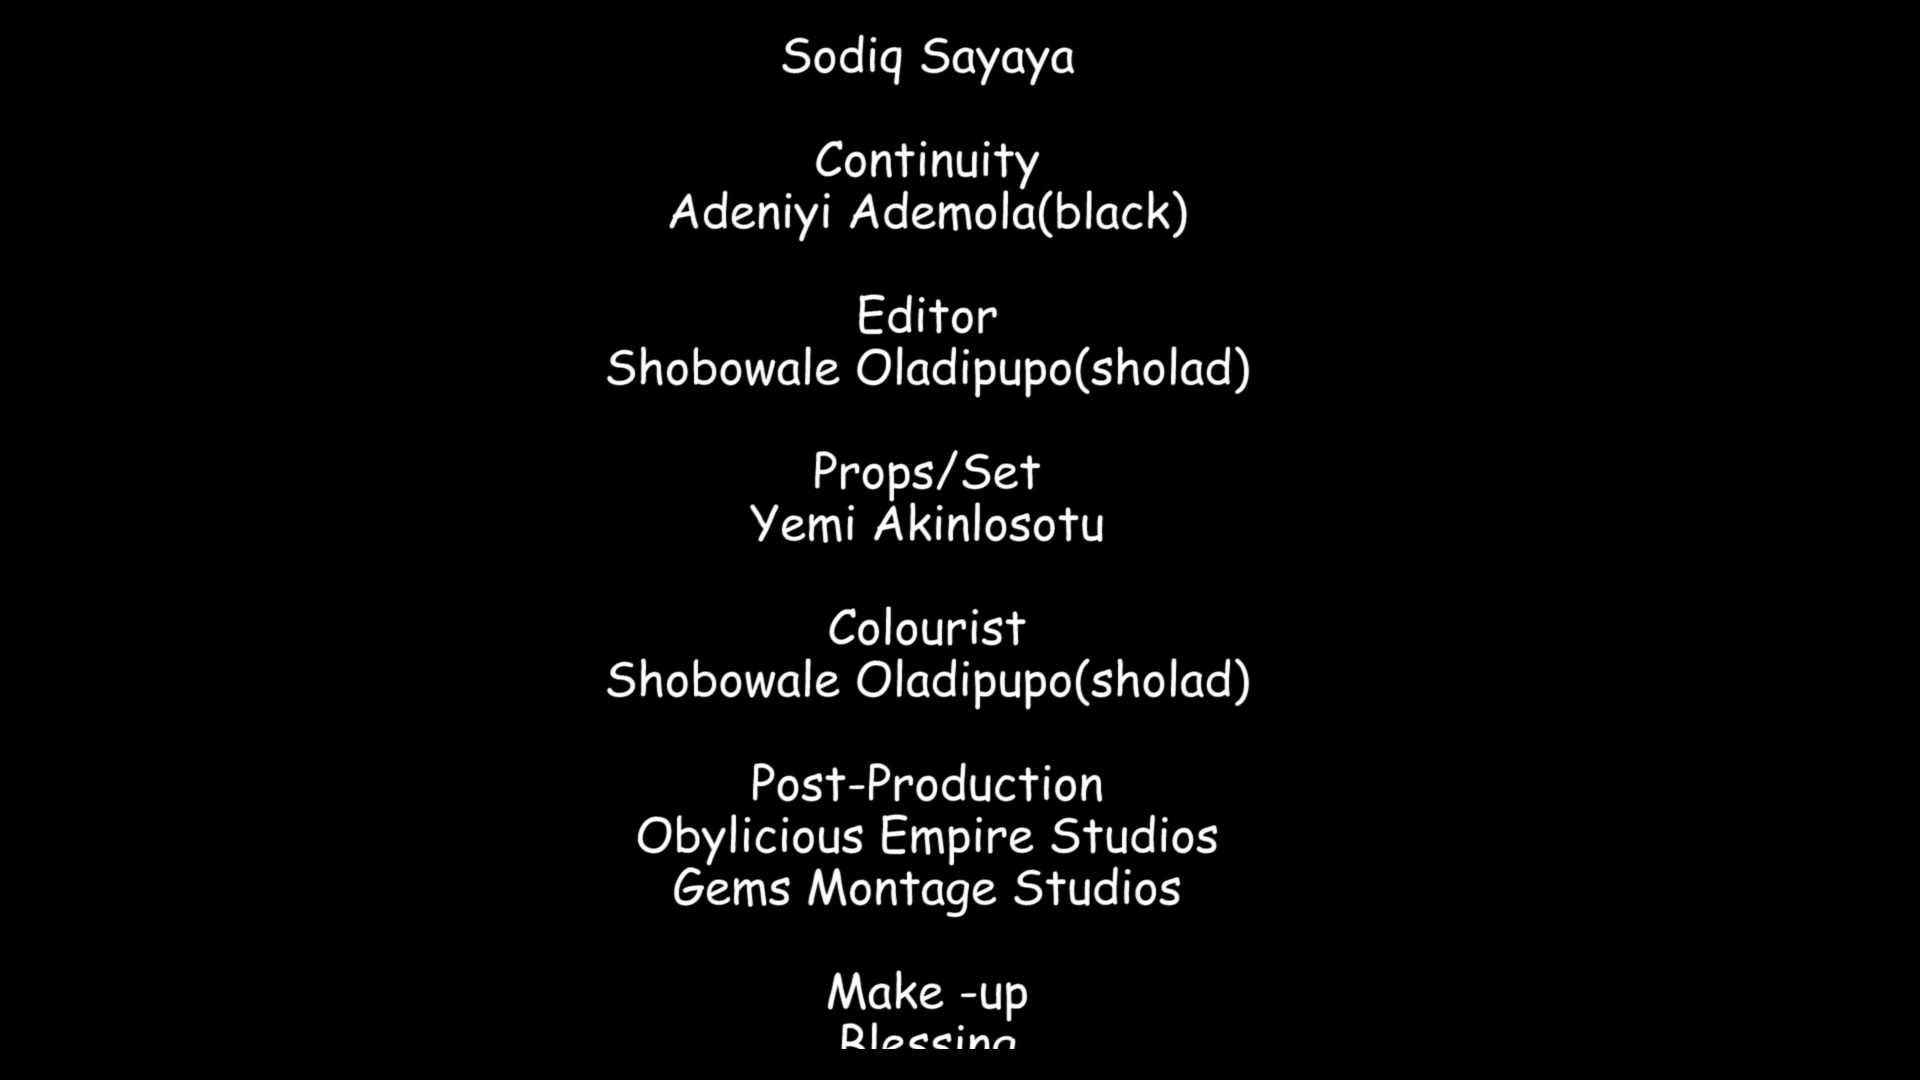 Sodiq Sayaya
Continuity
Adeniyi Ademola(black)
Editor
Shobowale Oladipupo(sholad)
Props/Set
Yemi Akinlosotu
Colourist
Shobowale Oladipupo(sholad)
Post-Production
Obylicious Empire Studios
Gems Montage Studios
Make -up
Blessing